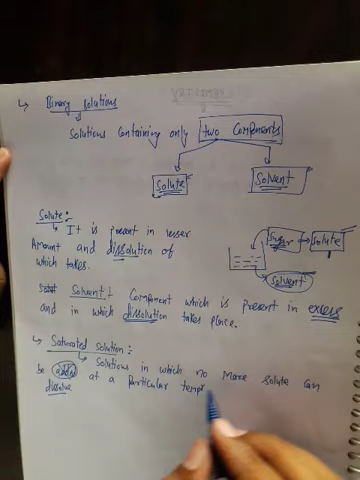 ↳ Binary solutions
Solutions containing only two Components
Solute Solvent
Solute:-
↳ It is present in lesser
Amount and dissolution of
which takes.
Sugar → Solute
Solvent
Solvent:- Component which is present in excess
and in which dissolution takes place.
↳ Saturated Solution:-
↳ Solutions in which no more solute can
be added at a particular tempr
dissolve